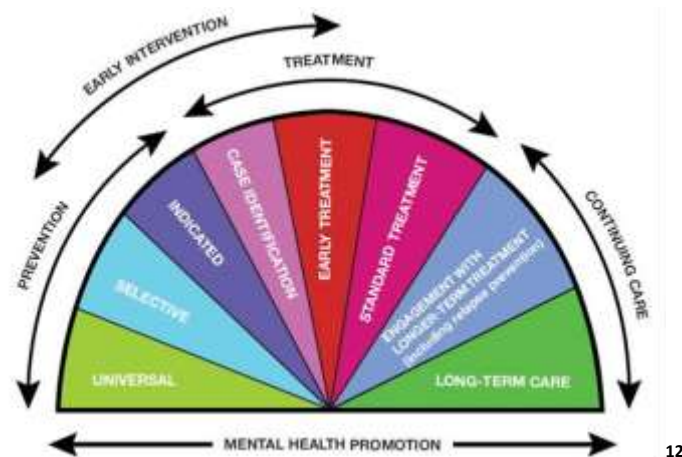 EARLY INTERVENTION
TREATMENT
PREVENTION
CONTINUING CARE
UNIVERSAL
SELECTIVE
INDICATED
CASE IDENTIFICATION
EARLY TREATMENT
STANDARD TREATMENT
ENGAGEMENT WITH
LONGER-TERM TREATMENT
(including relapse prevention)
LONG-TERM CARE
MENTAL HEALTH PROMOTION
12